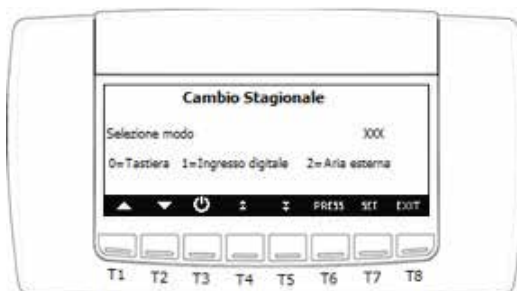 Cambio Stagionale
Selezione modo XXX
0=Tastiera 1=Ingresso digitale 2=Aria esterna
PRESS SET EXIT
T1 T2 T3 T4 T5 T6 T7 T8